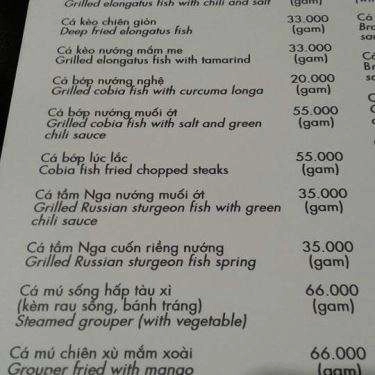 Grilled elongatus fish with chili and salt (gam)
Cá kèo chiên giòn 33.000 Cá
Deep fried elongatus fish (gam) Bra
Cá kèo nướng mắm me 33.000
Grilled elongatus fish with tamarind (gam)
Cá bớp nướng nghệ 20.000
Grilled cobia fish with curcuma longa (gam)
Cá bớp nướng muối ớt 55.000
Grilled cobia fish with salt and green (gam)
chili sauce
Cá bớp lúc lắc 55.000
Cobia fish fried chopped steaks (gam)
Cá tầm Nga nướng muối ớt 35.000
Grilled Russian sturgeon fish with green (gam)
chili sauce
Cá tầm Nga cuốn riềng nướng 35.000
Grilled Russian sturgeon fish spring (gam)
Cá mú sống hấp tàu xì 66.000
(kèm rau sống, bánh tráng) (gam)
Steamed grouper (with vegetable)
Cá mú chiên xù mắm xoài 66.000
Grouper fried with mango (gam)